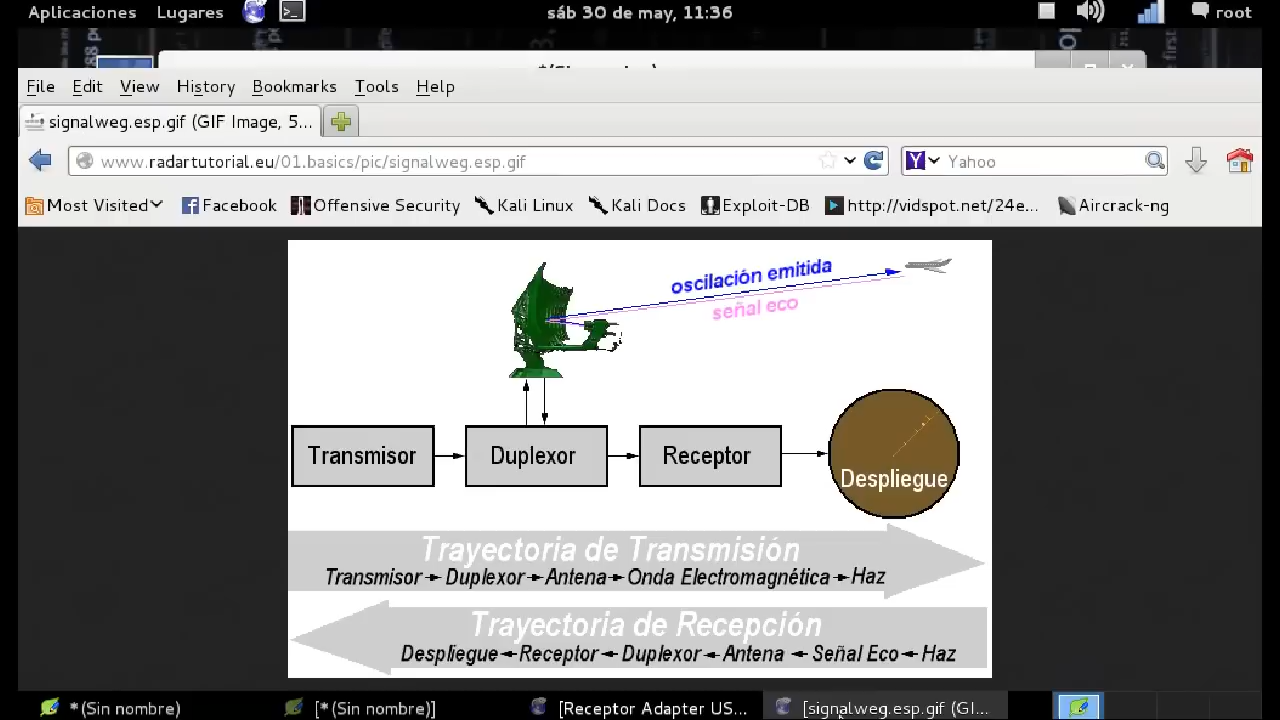 Aplicaciones Lugares sáb 30 de may, 11:36 root
File Edit View History Bookmarks Tools Help
signalweg.esp.gif (GIF Image, 5...
www.radartutorial.eu/01.basics/pic/signalweg.esp.gif Yahoo
Most Visited Facebook Offensive Security Kali Linux Kali Docs Exploit-DB http://vidspot.net/24e... Aircrack-ng
oscilación emitida
señal eco
Transmisor Duplexor Receptor
Despliegue
Trayectoria de Transmisión
Transmisor→Duplexor→Antena→Onda Electromagnética→Haz
Trayectoria de Recepción
Despliegue←Receptor←Duplexor←Antena←Señal Eco←Haz
*(Sin nombre) [*(Sin nombre)] [Receptor Adapter US... [signalweg.esp.gif (GI...